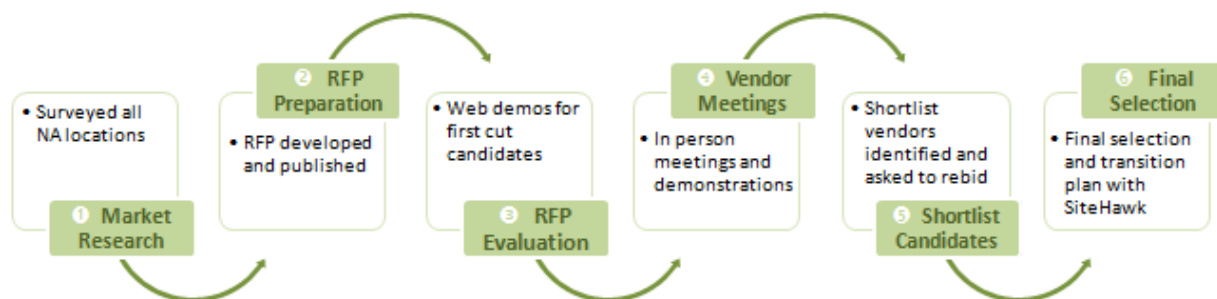 • Surveyed all
NA locations
❶ Market
Research
❷ RFP
Preparation
• RFP developed
and published
• Web demos for
first cut
candidates
❸ RFP
Evaluation
❹ Vendor
Meetings
• In person
meetings and
demonstrations
• Shortlist
vendors
identified and
asked to rebid
❺ Shortlist
Candidates
❻ Final
Selection
• Final selection
and transition
plan with
SiteHawk